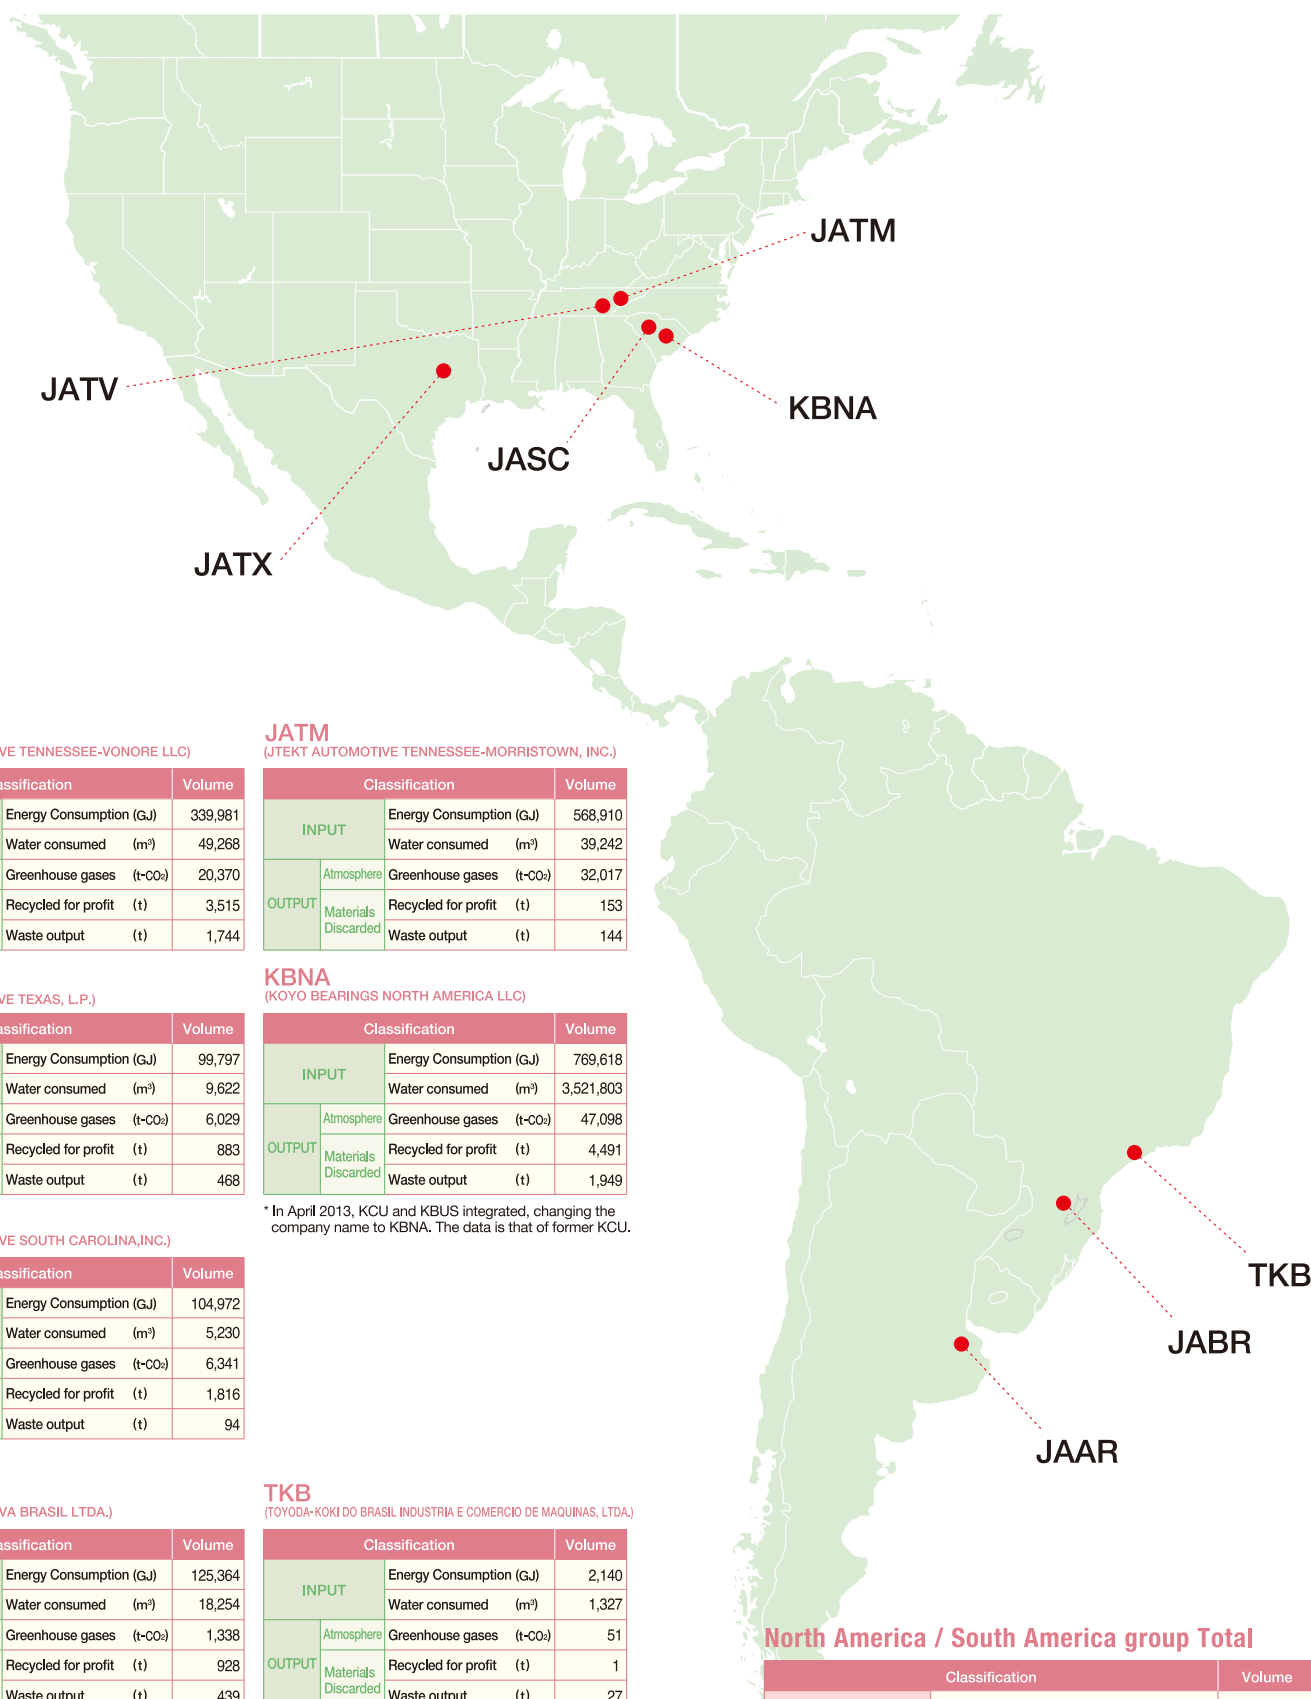 JATM
JATV
KBNA
JASC
JATX
TKB
JABR
JAAR
VE TENNESSEE-VONORE LLC)
assification Volume
Energy Consumption (GJ) 339,981
Water consumed (m³) 49,268
Greenhouse gases (t-CO₂) 20,370
Recycled for profit (t) 3,515
Waste output (t) 1,744
JATM
(JTEKT AUTOMOTIVE TENNESSEE-MORRISTOWN, INC.)
Classification Volume
INPUT
Energy Consumption (GJ) 568,910
Water consumed (m³) 39,242
OUTPUT
Atmosphere Greenhouse gases (t-CO₂) 32,017
Materials
Discarded
Recycled for profit (t) 153
Waste output (t) 144
VE TEXAS, L.P.)
assification Volume
Energy Consumption (GJ) 99,797
Water consumed (m³) 9,622
Greenhouse gases (t-CO₂) 6,029
Recycled for profit (t) 883
Waste output (t) 468
KBNA
(KOYO BEARINGS NORTH AMERICA LLC)
Classification Volume
INPUT
Energy Consumption (GJ) 769,618
Water consumed (m³) 3,521,803
OUTPUT
Atmosphere Greenhouse gases (t-CO₂) 47,098
Materials
Discarded
Recycled for profit (t) 4,491
Waste output (t) 1,949
* In April 2013, KCU and KBUS integrated, changing the
company name to KBNA. The data is that of former KCU.
VE SOUTH CAROLINA,INC.)
assification Volume
Energy Consumption (GJ) 104,972
Water consumed (m³) 5,230
Greenhouse gases (t-CO₂) 6,341
Recycled for profit (t) 1,816
Waste output (t) 94
VA BRASIL LTDA.)
assification Volume
Energy Consumption (GJ) 125,364
Water consumed (m³) 18,254
Greenhouse gases (t-CO₂) 1,338
Recycled for profit (t) 928
Waste output (t) 439
TKB
(TOYODA-KOKI DO BRASIL INDUSTRIA E COMERCIO DE MAQUINAS, LTDA.)
Classification Volume
INPUT
Energy Consumption (GJ) 2,140
Water consumed (m³) 1,327
OUTPUT
Atmosphere Greenhouse gases (t-CO₂) 51
Materials
Discarded
Recycled for profit (t) 1
Waste output (t) 27
North America / South America group Total
Classification Volume